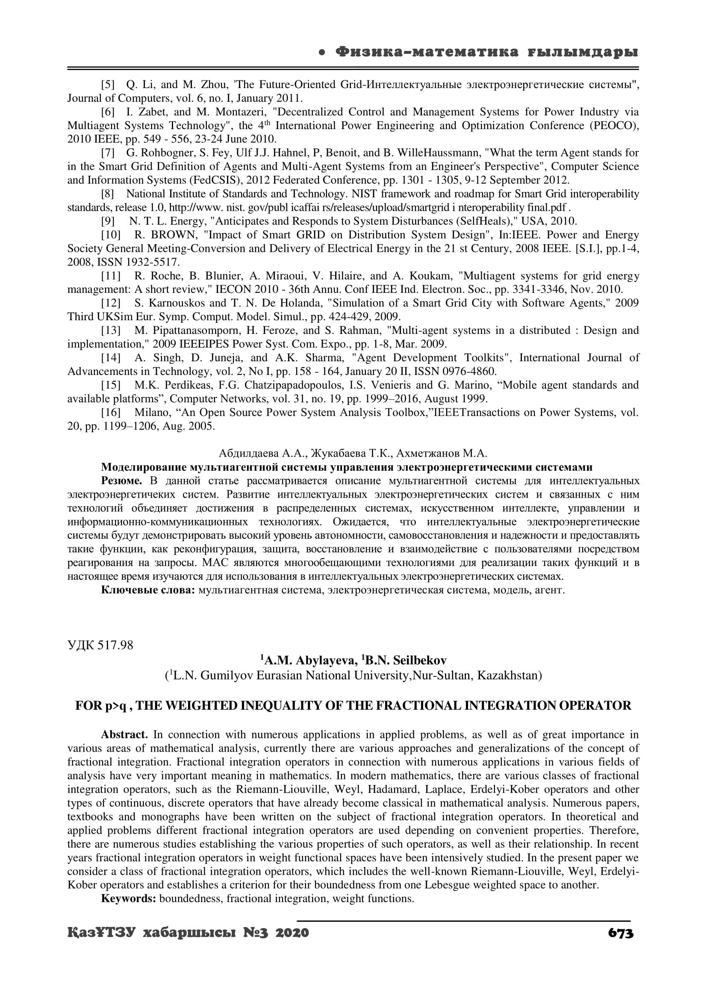 • Физика–математика ғылымдары
[5] Q. Li, and M. Zhou, 'The Future-Oriented Grid-Интеллектуальные электроэнергетические системы",
Journal of Computers, vol. 6, no. I, January 2011.
[6] I. Zabet, and M. Montazeri, "Decentralized Control and Management Systems for Power Industry via
Multiagent Systems Technology", the 4th International Power Engineering and Optimization Conference (PEOCO),
2010 IEEE, pp. 549 - 556, 23-24 June 2010.
[7] G. Rohbogner, S. Fey, Ulf J.J. Hahnel, P, Benoit, and B. WilleHaussmann, "What the term Agent stands for
in the Smart Grid Definition of Agents and Multi-Agent Systems from an Engineer's Perspective", Computer Science
and Information Systems (FedCSIS), 2012 Federated Conference, pp. 1301 - 1305, 9-12 September 2012.
[8] National Institute of Standards and Technology. NIST framework and roadmap for Smart Grid interoperability
standards, release 1.0, http://www. nist. gov/publ icaffai rs/releases/upload/smartgrid i nteroperability final.pdf .
[9] N. T. L. Energy, "Anticipates and Responds to System Disturbances (SelfHeals)," USA, 2010.
[10] R. BROWN, "Impact of Smart GRID on Distribution System Design", In:IEEE. Power and Energy
Society General Meeting-Conversion and Delivery of Electrical Energy in the 21 st Century, 2008 IEEE. [S.I.], pp.1-4,
2008, ISSN 1932-5517.
[11] R. Roche, B. Blunier, A. Miraoui, V. Hilaire, and A. Koukam, "Multiagent systems for grid energy
management: A short review," IECON 2010 - 36th Annu. Conf IEEE Ind. Electron. Soc., pp. 3341-3346, Nov. 2010.
[12] S. Karnouskos and T. N. De Holanda, "Simulation of a Smart Grid City with Software Agents," 2009
Third UKSim Eur. Symp. Comput. Model. Simul., pp. 424-429, 2009.
[13] M. Pipattanasomporn, H. Feroze, and S. Rahman, "Multi-agent systems in a distributed : Design and
implementation," 2009 IEEEIPES Power Syst. Com. Expo., pp. 1-8, Mar. 2009.
[14] A. Singh, D. Juneja, and A.K. Sharma, "Agent Development Toolkits", International Journal of
Advancements in Technology, vol. 2, No I, pp. 158 - 164, January 20 II, ISSN 0976-4860.
[15] M.K. Perdikeas, F.G. Chatzipapadopoulos, I.S. Venieris and G. Marino, “Mobile agent standards and
available platforms”, Computer Networks, vol. 31, no. 19, pp. 1999–2016, August 1999.
[16] Milano, “An Open Source Power System Analysis Toolbox,”IEEETransactions on Power Systems, vol.
20, pp. 1199–1206, Aug. 2005.
Абдилдаева А.А., Жукабаева Т.К., Ахметжанов М.А.
Моделирование мультиагентной системы управления электроэнергетическими системами
Резюме. В данной статье рассматривается описание мультиагентной системы для интеллектуальных
электроэнергетичеких систем. Развитие интеллектуальных электроэнергетических систем и связанных с ним
технологий объединяет достижения в распределенных системах, искусственном интеллекте, управлении и
информационно-коммуникационных технологиях. Ожидается, что интеллектуальные электроэнергетические
системы будут демонстрировать высокий уровень автономности, самовосстановления и надежности и предоставлять
такие функции, как реконфигурация, защита, восстановление и взаимодействие с пользователями посредством
реагирования на запросы. МАС являются многообещающими технологиями для реализации таких функций и в
настоящее время изучаются для использования в интеллектуальных электроэнергетических системах.
Ключевые слова: мультиагентная система, электроэнергетическая система, модель, агент.
УДК 517.98
¹A.M. Abylayeva, ¹B.N. Seilbekov
(¹L.N. Gumilyov Eurasian National University,Nur-Sultan, Kazakhstan)
FOR p>q , THE WEIGHTED INEQUALITY OF THE FRACTIONAL INTEGRATION OPERATOR
Abstract. In connection with numerous applications in applied problems, as well as of great importance in
various areas of mathematical analysis, currently there are various approaches and generalizations of the concept of
fractional integration. Fractional integration operators in connection with numerous applications in various fields of
analysis have very important meaning in mathematics. In modern mathematics, there are various classes of fractional
integration operators, such as the Riemann-Liouville, Weyl, Hadamard, Laplace, Erdelyi-Kober operators and other
types of continuous, discrete operators that have already become classical in mathematical analysis. Numerous papers,
textbooks and monographs have been written on the subject of fractional integration operators. In theoretical and
applied problems different fractional integration operators are used depending on convenient properties. Therefore,
there are numerous studies establishing the various properties of such operators, as well as their relationship. In recent
years fractional integration operators in weight functional spaces have been intensively studied. In the present paper we
consider a class of fractional integration operators, which includes the well-known Riemann-Liouville, Weyl, Erdelyi-
Kober operators and establishes a criterion for their boundedness from one Lebesgue weighted space to another.
Keywords: boundedness, fractional integration, weight functions.
ҚазҰТЗУ хабаршысы №3 2020
673